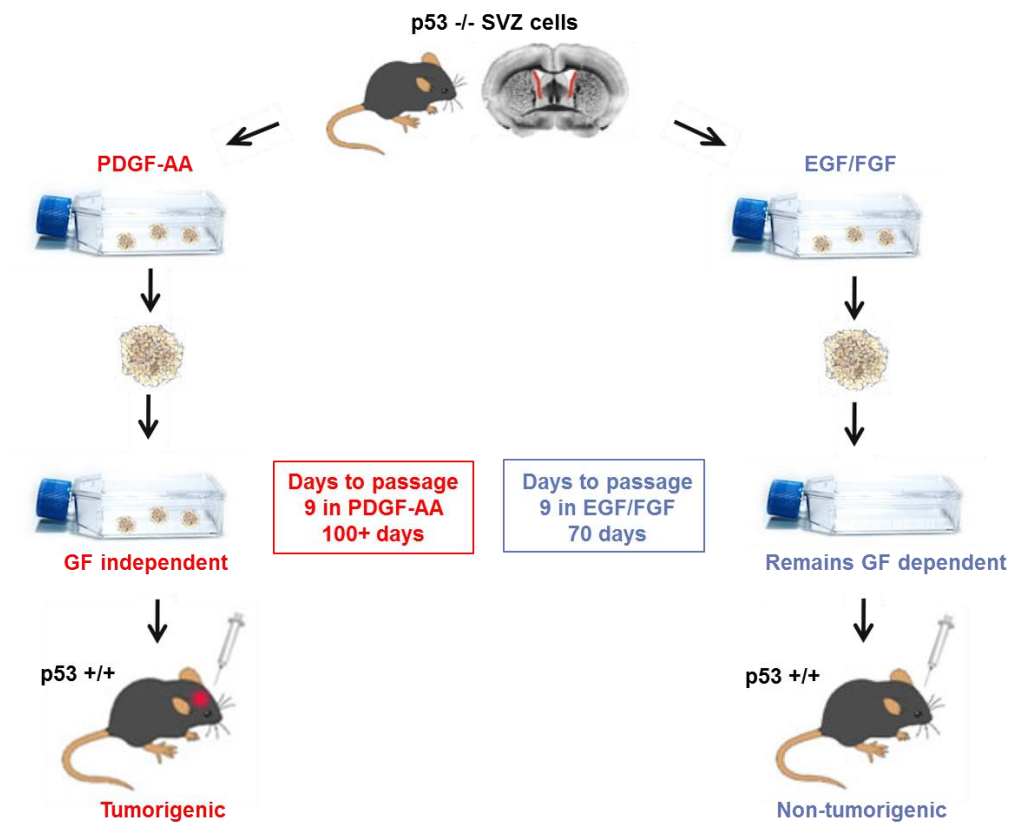 p53 -/- SVZ cells
PDGF-AA
EGF/FGF
Days to passage
9 in PDGF-AA
100+ days
Days to passage
9 in EGF/FGF
70 days
GF independent
Remains GF dependent
p53 +/+
p53 +/+
Tumorigenic
Non-tumorigenic